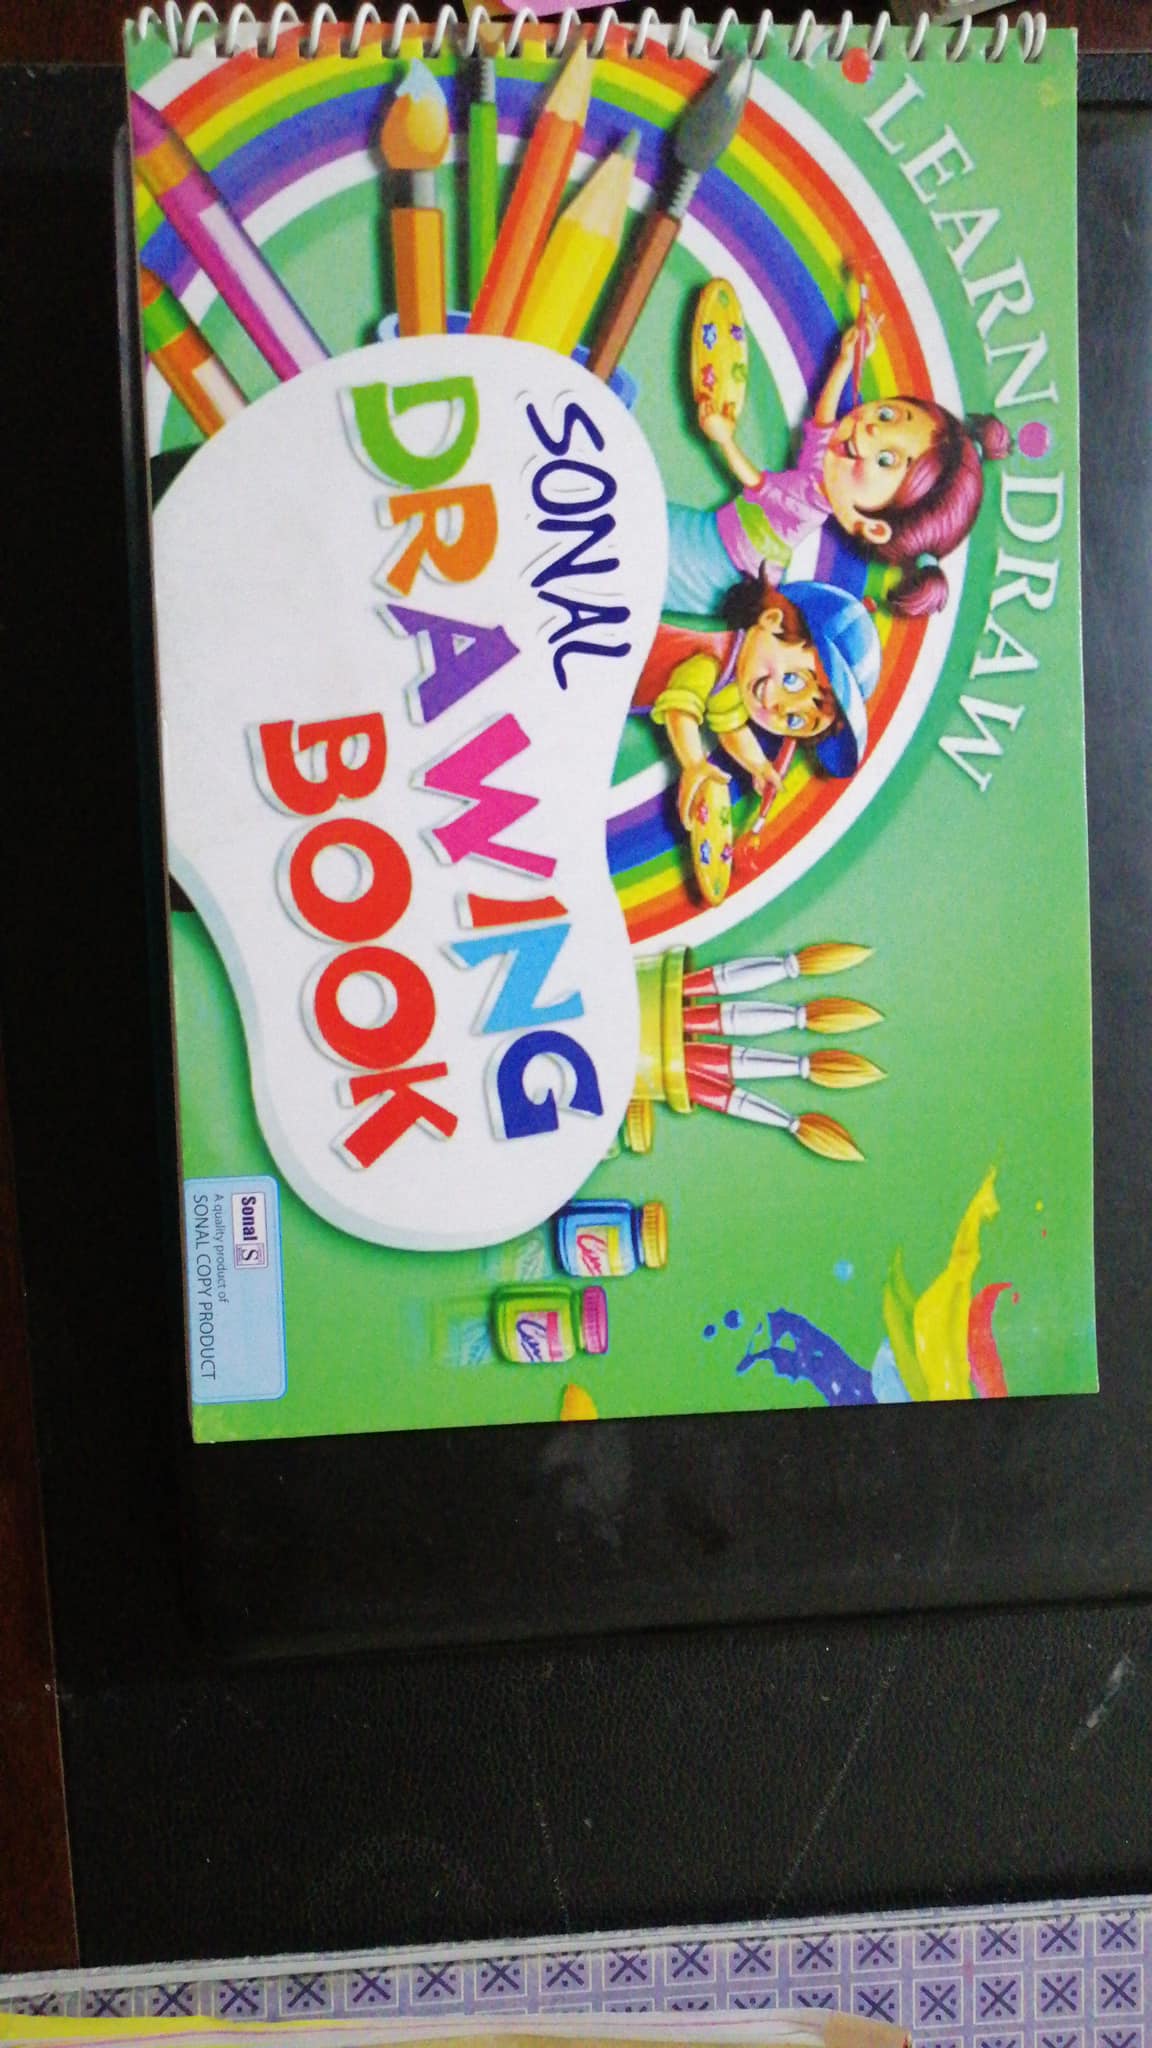 LEARN • DRAW
SONAL
DRAWING
BOOK
Sonal S
A quality product of
SONAL COPY PRODUCT